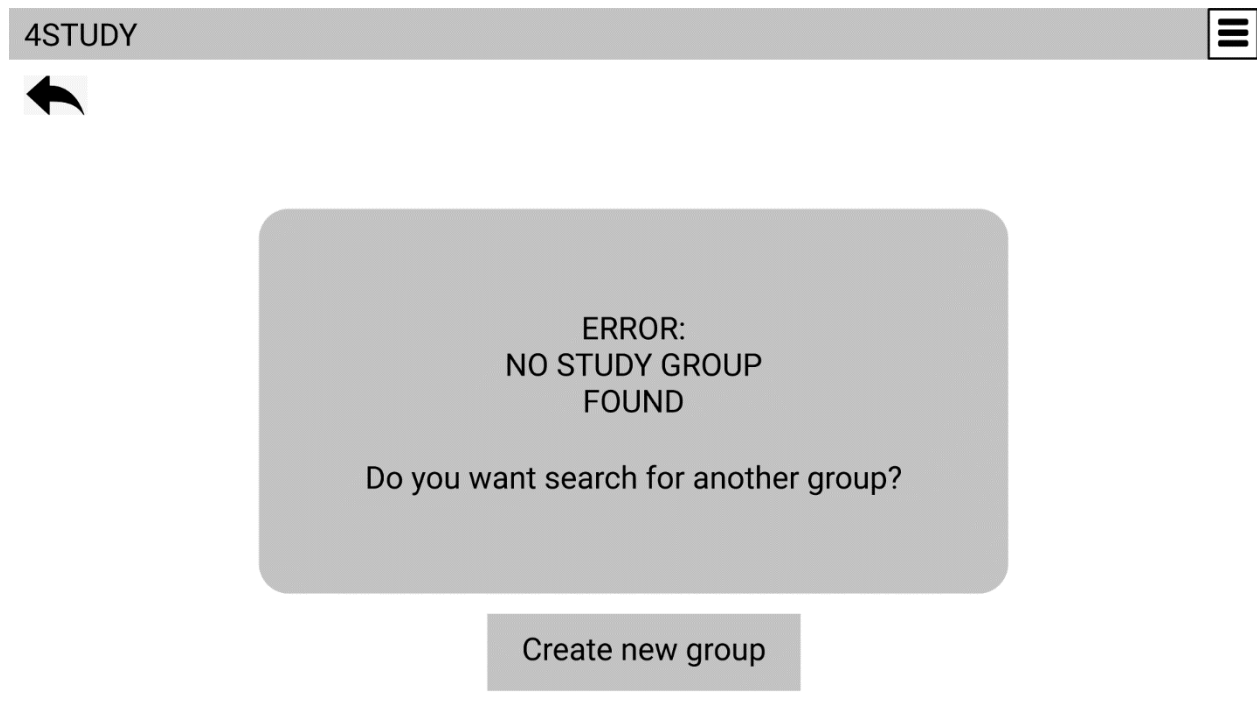 4STUDY
ERROR:
NO STUDY GROUP
FOUND
Do you want search for another group?
Create new group